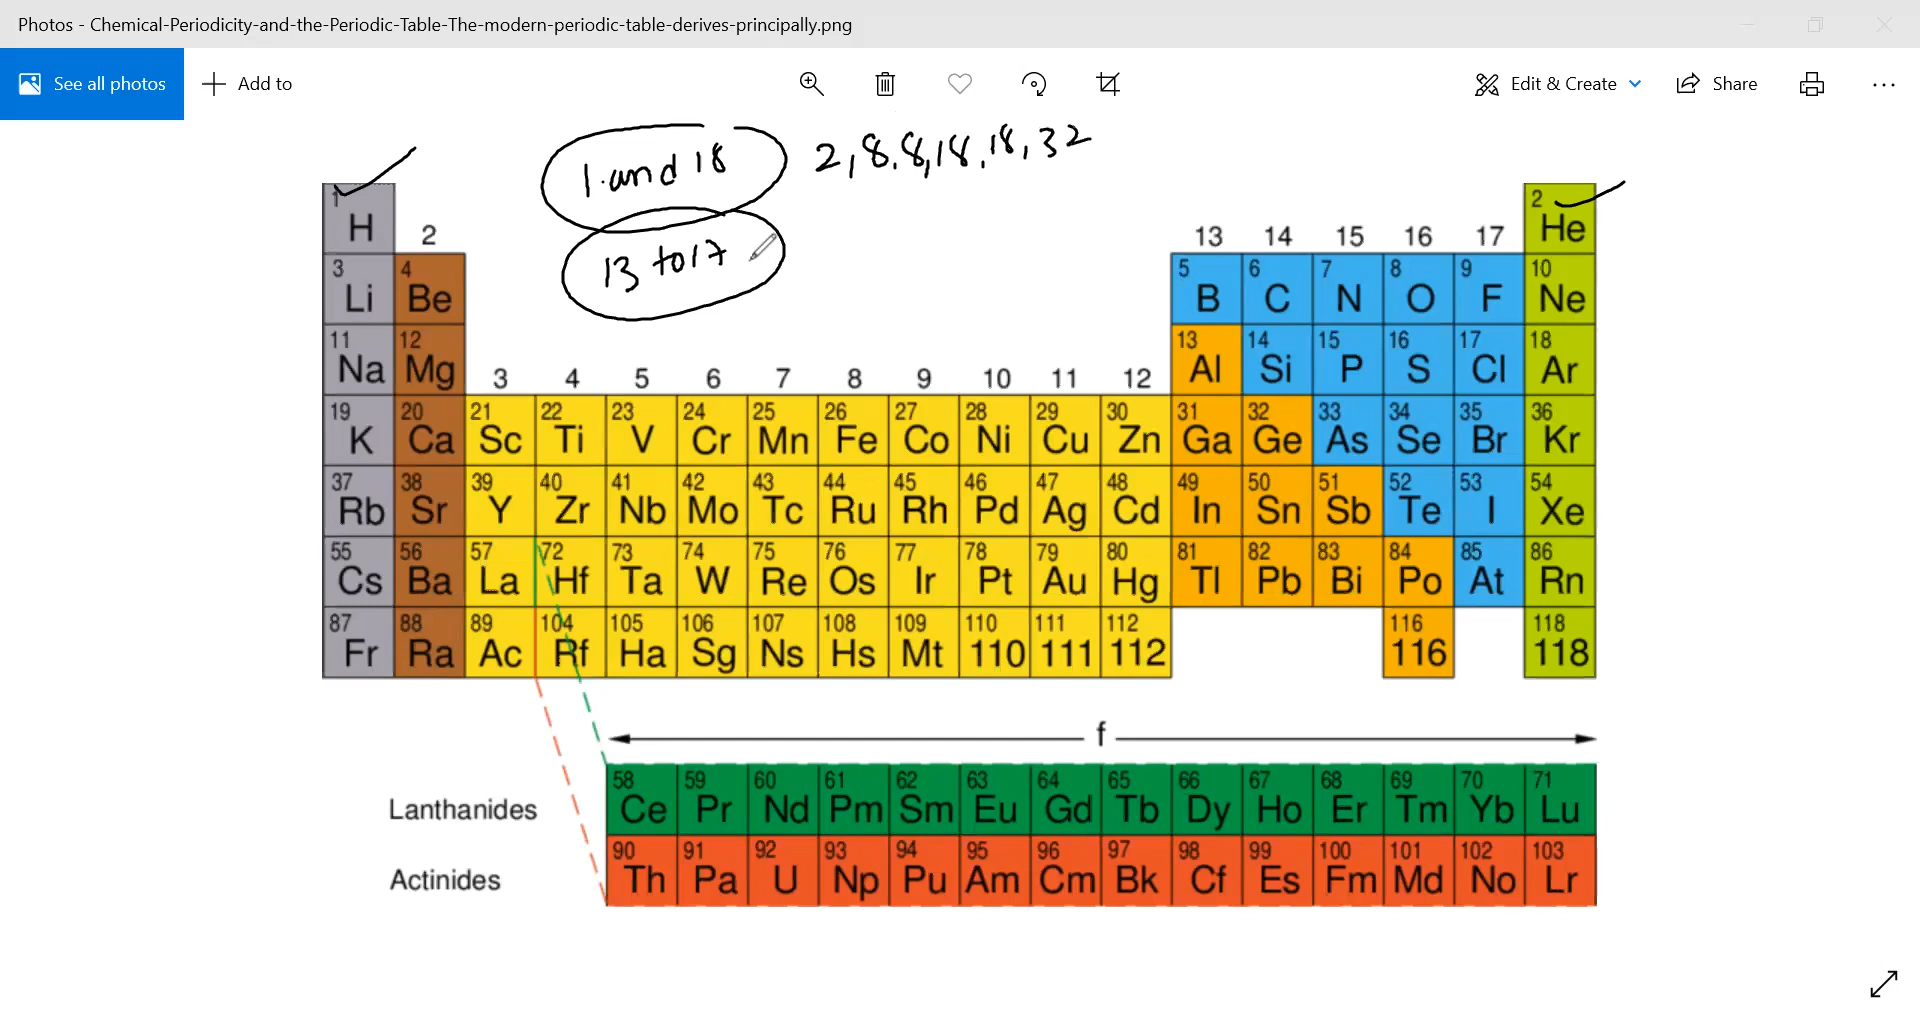 Photos - Chemical-Periodicity-and-the-Periodic-Table-The-modern-periodic-table-derives-principally.png
See all photos
Add to
Edit & Create
Share
1 and 18
2, 8, 8, 18, 18, 32
13 to 17
1 2
H He
2 13 14 15 16 17
3 4 5 6 7 8 9 10
Li Be B C N O F Ne
11 12 13 14 15 16 17 18
Na Mg Al Si P S Cl Ar
3 4 5 6 7 8 9 10 11 12
19 20 21 22 23 24 25 26 27 28 29 30 31 32 33 34 35 36
K Ca Sc Ti V Cr Mn Fe Co Ni Cu Zn Ga Ge As Se Br Kr
37 38 39 40 41 42 43 44 45 46 47 48 49 50 51 52 53 54
Rb Sr Y Zr Nb Mo Tc Ru Rh Pd Ag Cd In Sn Sb Te I Xe
55 56 57 72 73 74 75 76 77 78 79 80 81 82 83 84 85 86
Cs Ba La Hf Ta W Re Os Ir Pt Au Hg Tl Pb Bi Po At Rn
87 88 89 104 105 106 107 108 109 110 111 112 116 118
Fr Ra Ac Rf Ha Sg Ns Hs Mt 110 111 112 116 118
f
58 59 60 61 62 63 64 65 66 67 68 69 70 71
Lanthanides Ce Pr Nd Pm Sm Eu Gd Tb Dy Ho Er Tm Yb Lu
90 91 92 93 94 95 96 97 98 99 100 101 102 103
Actinides Th Pa U Np Pu Am Cm Bk Cf Es Fm Md No Lr